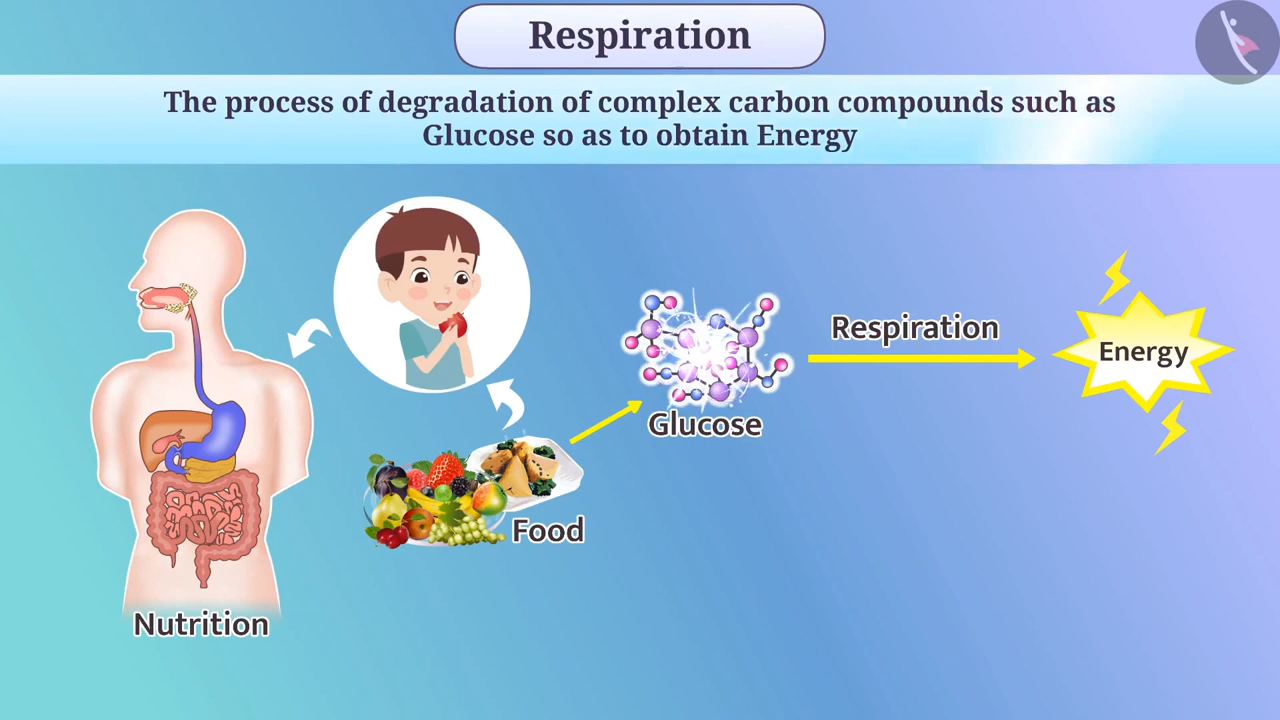 Respiration
The process of degradation of complex carbon compounds such as
Glucose so as to obtain Energy
Respiration
Energy
Glucose
Food
Nutrition